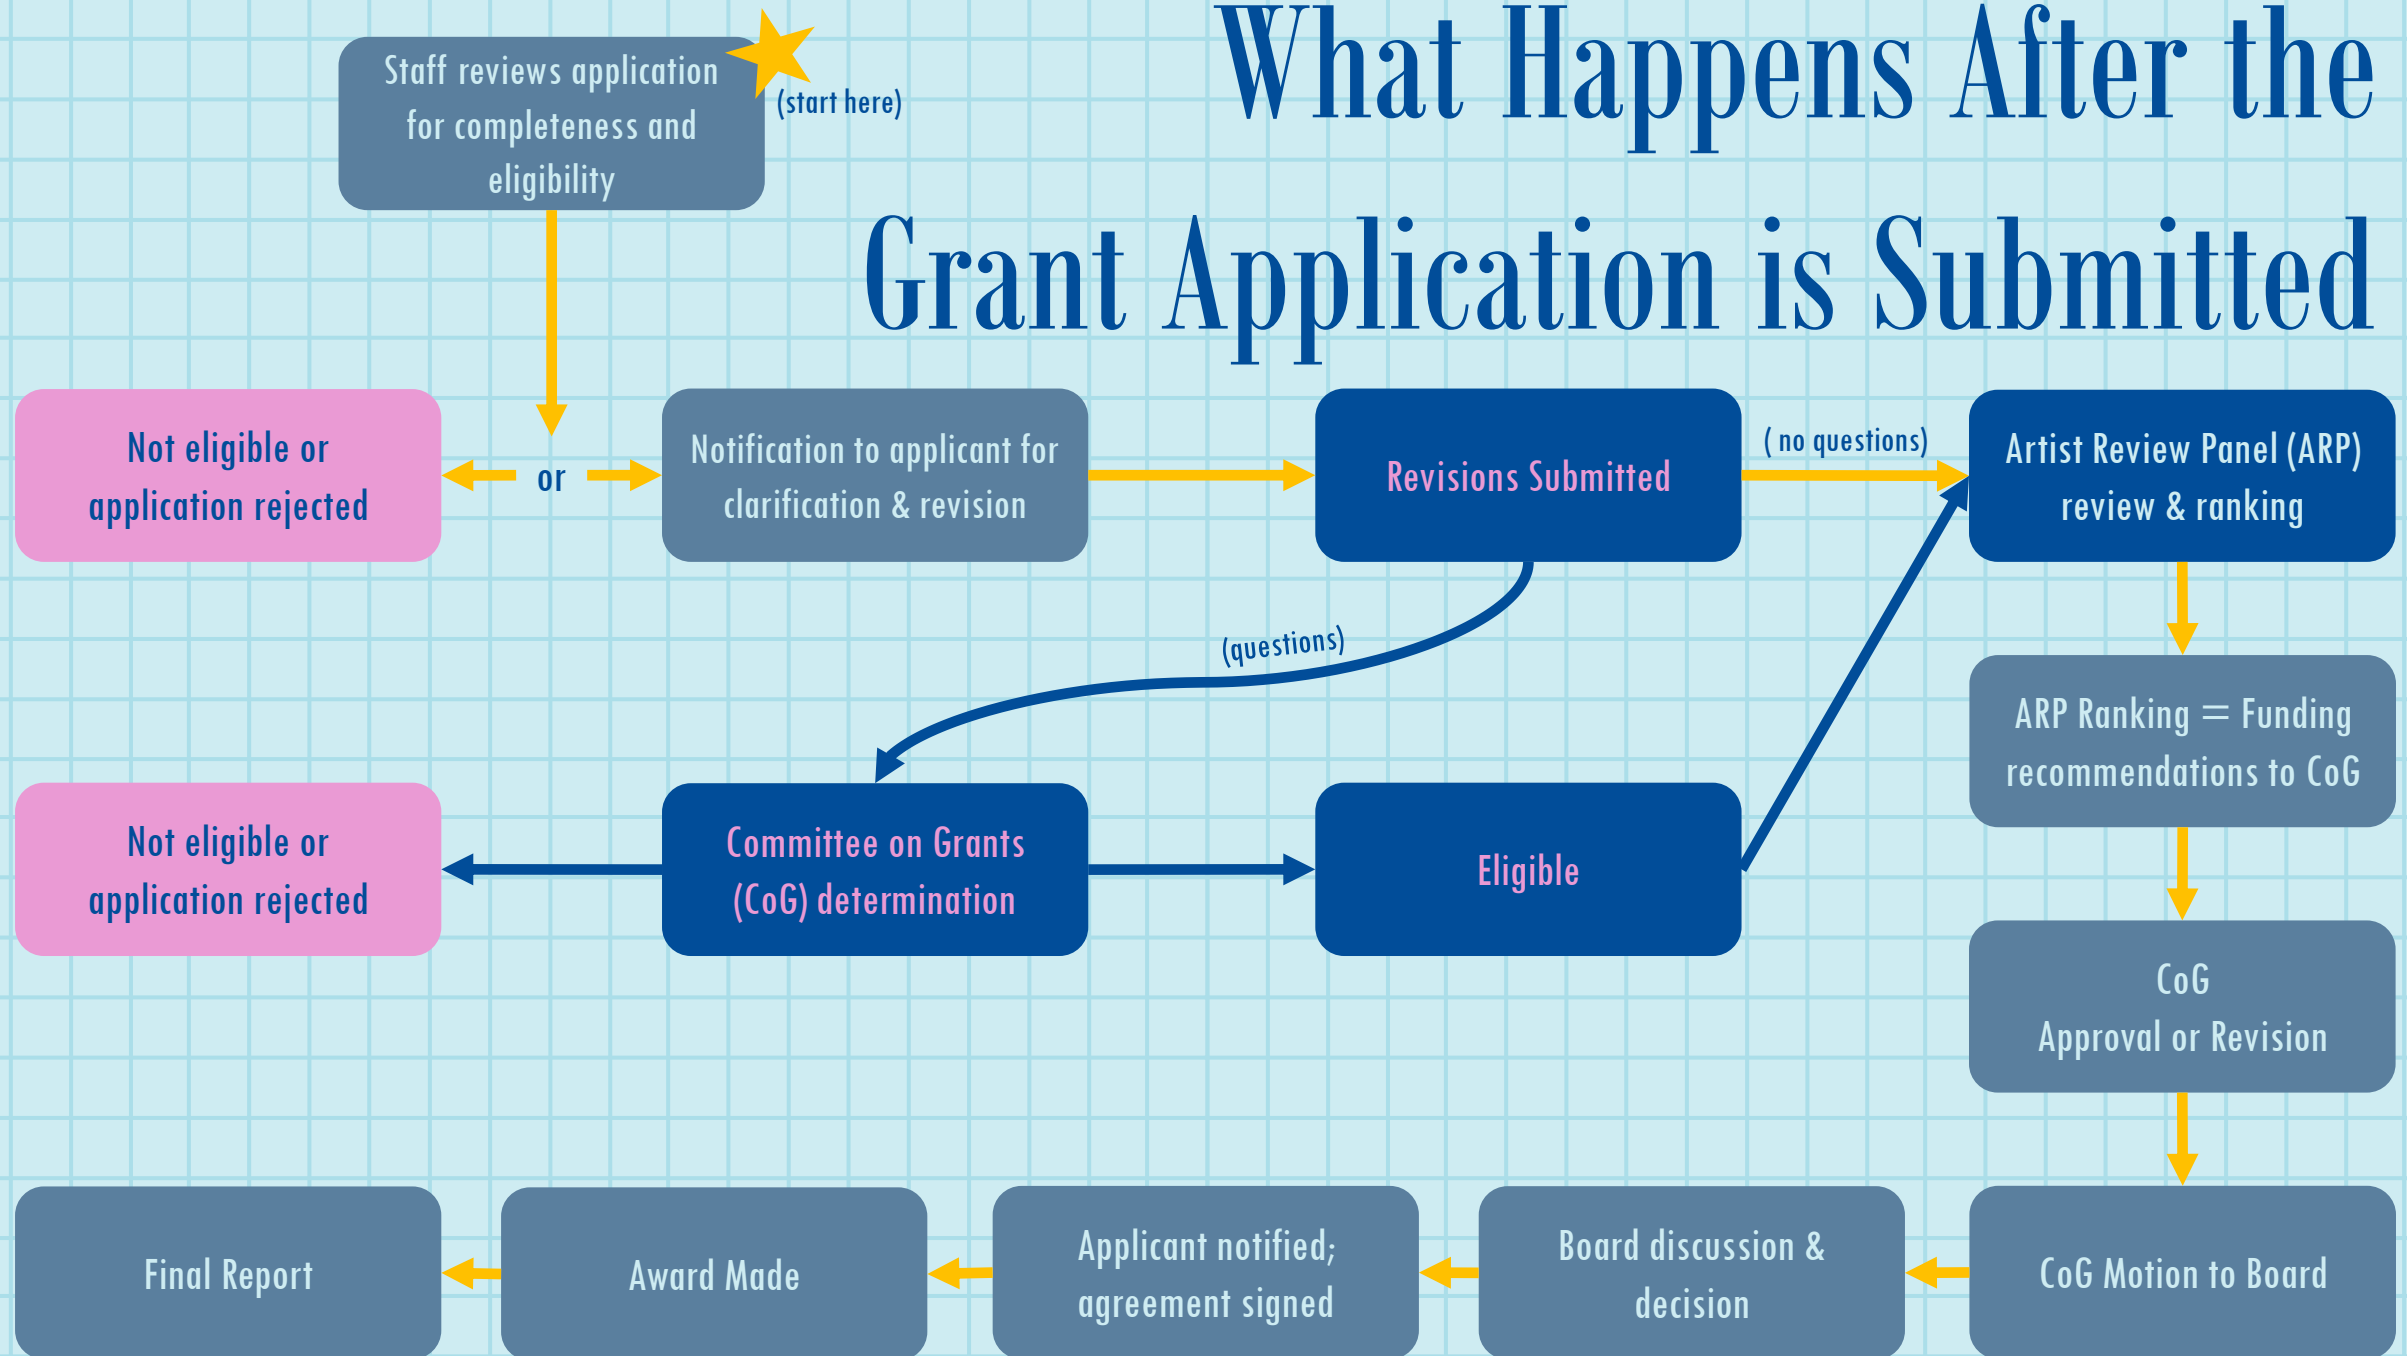 What Happens After the
Grant Application is Submitted
Staff reviews application
for completeness and
eligibility
(start here)
Not eligible or
application rejected
or
Notification to applicant for
clarification & revision
Revisions Submitted
( no questions)
Artist Review Panel (ARP)
review & ranking
(questions)
ARP Ranking = Funding
recommendations to CoG
Not eligible or
application rejected
Committee on Grants
(CoG) determination
Eligible
CoG
Approval or Revision
CoG Motion to Board
Board discussion &
decision
Applicant notified;
agreement signed
Award Made
Final Report